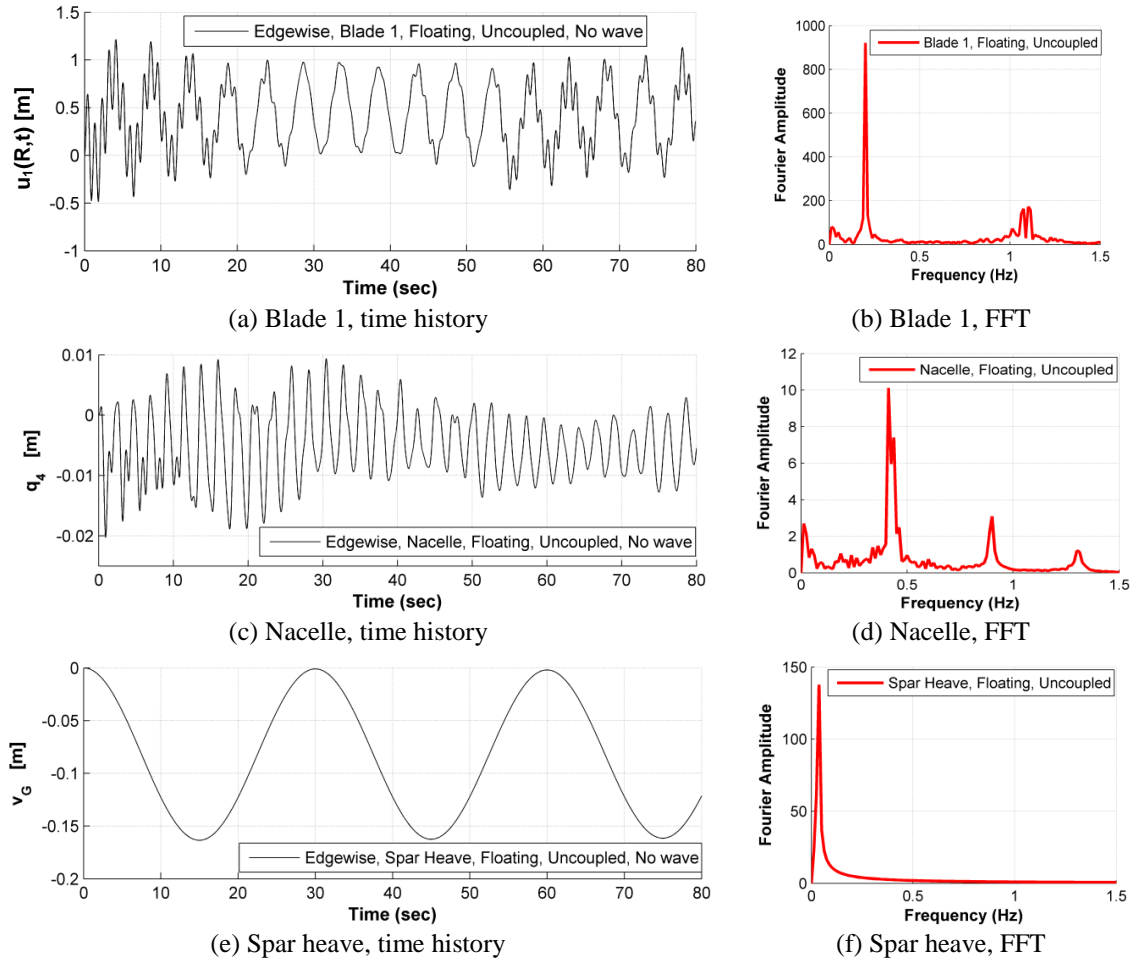 1.5
1
0.5
0
-0.5
-1
u1(R,t) [m]
Edgewise, Blade 1, Floating, Uncoupled, No wave
0 10 20 30 40 50 60 70 80
Time (sec)
(a) Blade 1, time history
1000
800
600
400
200
0
Fourier Amplitude
Blade 1, Floating, Uncoupled
0 0.5 1 1.5
Frequency (Hz)
(b) Blade 1, FFT
0.01
0
-0.01
-0.02
q4 [m]
Edgewise, Nacelle, Floating, Uncoupled, No wave
0 10 20 30 40 50 60 70 80
Time (sec)
(c) Nacelle, time history
12
10
8
6
4
2
0
Fourier Amplitude
Nacelle, Floating, Uncoupled
0 0.5 1 1.5
Frequency (Hz)
(d) Nacelle, FFT
0
-0.05
-0.1
-0.15
-0.2
vG [m]
Edgewise, Spar Heave, Floating, Uncoupled, No wave
0 10 20 30 40 50 60 70 80
Time (sec)
(e) Spar heave, time history
150
100
50
0
Fourier Amplitude
Spar Heave, Floating, Uncoupled
0 0.5 1 1.5
Frequency (Hz)
(f) Spar heave, FFT